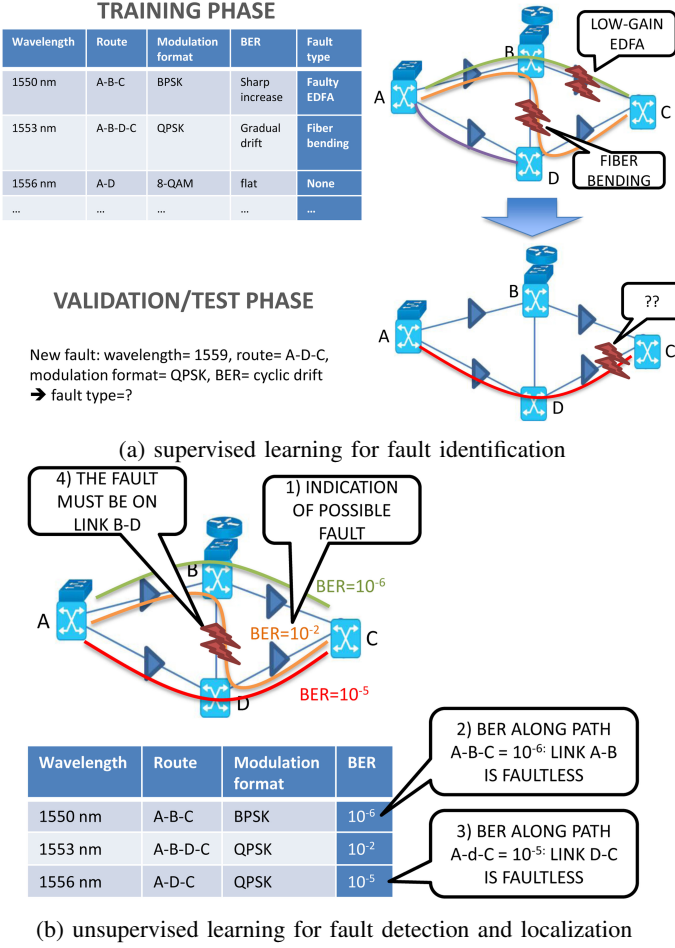 TRAINING PHASE
Wavelength Route Modulation format BER Fault type
1550 nm A-B-C BPSK Sharp increase Faulty EDFA
1553 nm A-B-D-C QPSK Gradual drift Fiber bending
1556 nm A-D 8-QAM flat None
... ... ... ... ...
LOW-GAIN
EDFA
B
A
C
D
FIBER
BENDING
VALIDATION/TEST PHASE
New fault: wavelength= 1559, route= A-D-C,
modulation format= QPSK, BER= cyclic drift
➔ fault type=?
??
B
A
C
D
(a) supervised learning for fault identification
4) THE FAULT
MUST BE ON
LINK B-D
1) INDICATION
OF POSSIBLE
FAULT
B
BER=10⁻⁶
A
BER=10⁻²
C
BER=10⁻⁵
D
Wavelength Route Modulation format BER
1550 nm A-B-C BPSK 10⁻⁶
1553 nm A-B-D-C QPSK 10⁻²
1556 nm A-D-C QPSK 10⁻⁵
2) BER ALONG PATH
A-B-C = 10⁻⁶: LINK A-B
IS FAULTLESS
3) BER ALONG PATH
A-d-C = 10⁻⁵: LINK D-C
IS FAULTLESS
(b) unsupervised learning for fault detection and localization